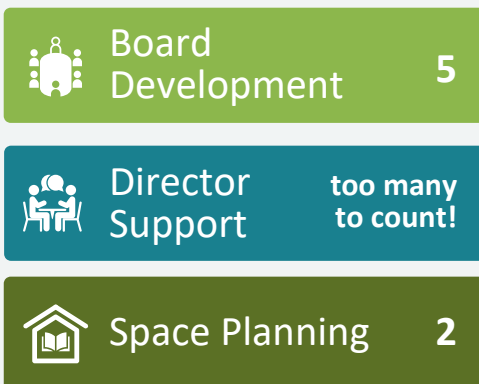 Board
Development
5
Director
Support
too many
to count!
Space Planning
2